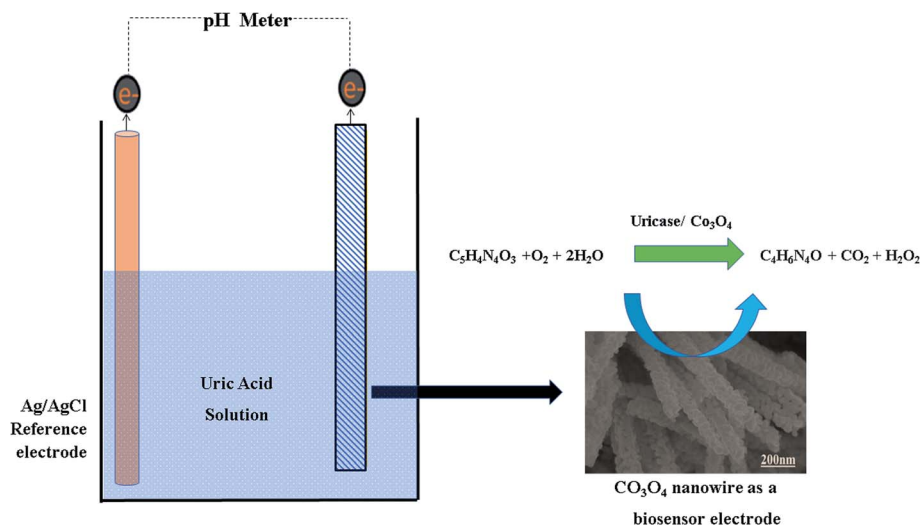 pH Meter
e-
e-
Uricase/ Co₃O₄
C₅H₄N₄O₃ +O₂ + 2H₂O
C₄H₆N₄O + CO₂ + H₂O₂
Uric Acid
Solution
Ag/AgCl
Reference
electrode
200nm
CO₃O₄ nanowire as a
biosensor electrode